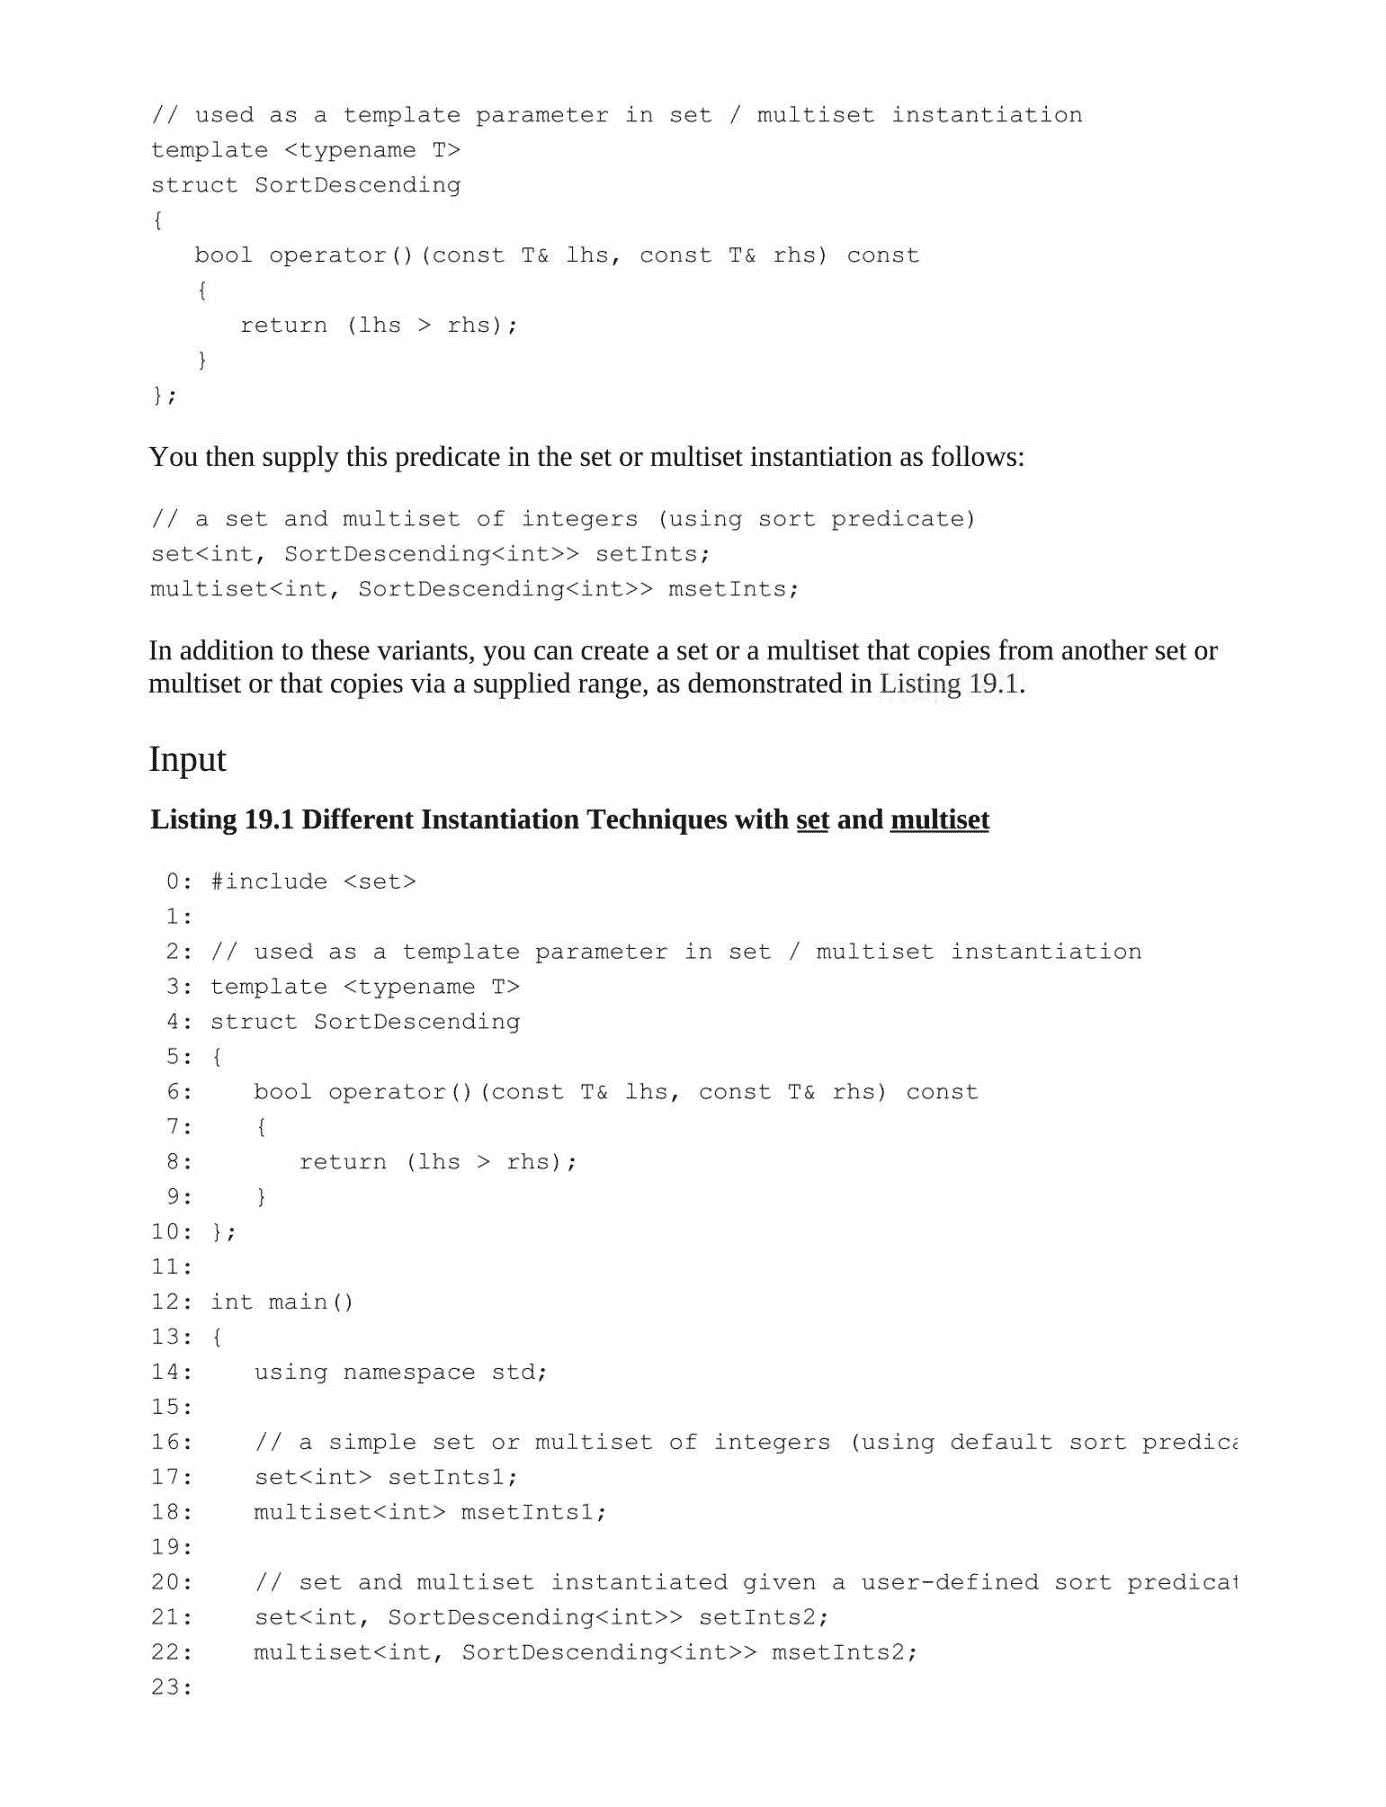 // used as a template parameter in set / multiset instantiation
template <typename T>
struct SortDescending
{
   bool operator()(const T& lhs, const T& rhs) const
   {
      return (lhs > rhs);
   }
};
You then supply this predicate in the set or multiset instantiation as follows:
// a set and multiset of integers (using sort predicate)
set<int, SortDescending<int>> setInts;
multiset<int, SortDescending<int>> msetInts;
In addition to these variants, you can create a set or a multiset that copies from another set or
multiset or that copies via a supplied range, as demonstrated in Listing 19.1.
Input
Listing 19.1 Different Instantiation Techniques with set and multiset
 0: #include <set>
 1:
 2: // used as a template parameter in set / multiset instantiation
 3: template <typename T>
 4: struct SortDescending
 5: {
 6:    bool operator()(const T& lhs, const T& rhs) const
 7:    {
 8:       return (lhs > rhs);
 9:    }
10: };
11:
12: int main()
13: {
14:    using namespace std;
15:
16:    // a simple set or multiset of integers (using default sort
17:    set<int> setInts1;
18:    multiset<int> msetInts1;
19:
20:    // set and multiset instantiated given a user-defined sort
21:    set<int, SortDescending<int>> setInts2;
22:    multiset<int, SortDescending<int>> msetInts2;
23: